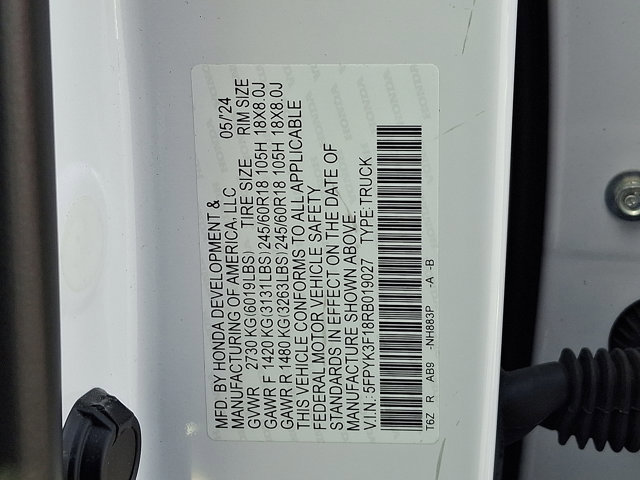 MFD. BY HONDA DEVELOPMENT &
MANUFACTURING OF AMERICA, LLC 05/'24
GVWR 2730 KG(6019LBS) TIRE SIZE RIM SIZE
GAWR F 1420 KG(3131LBS) 245/60R18 105H 18X8.0J
GAWR R 1480 KG(3263LBS) 245/60R18 105H 18X8.0J
THIS VEHICLE CONFORMS TO ALL APPLICABLE
FEDERAL MOTOR VEHICLE SAFETY
STANDARDS IN EFFECT ON THE DATE OF
MANUFACTURE SHOWN ABOVE.
V.I.N.: 5FPYK3F18RB019027 TYPE:TRUCK
T6Z R AB9 -NH883P -A -B